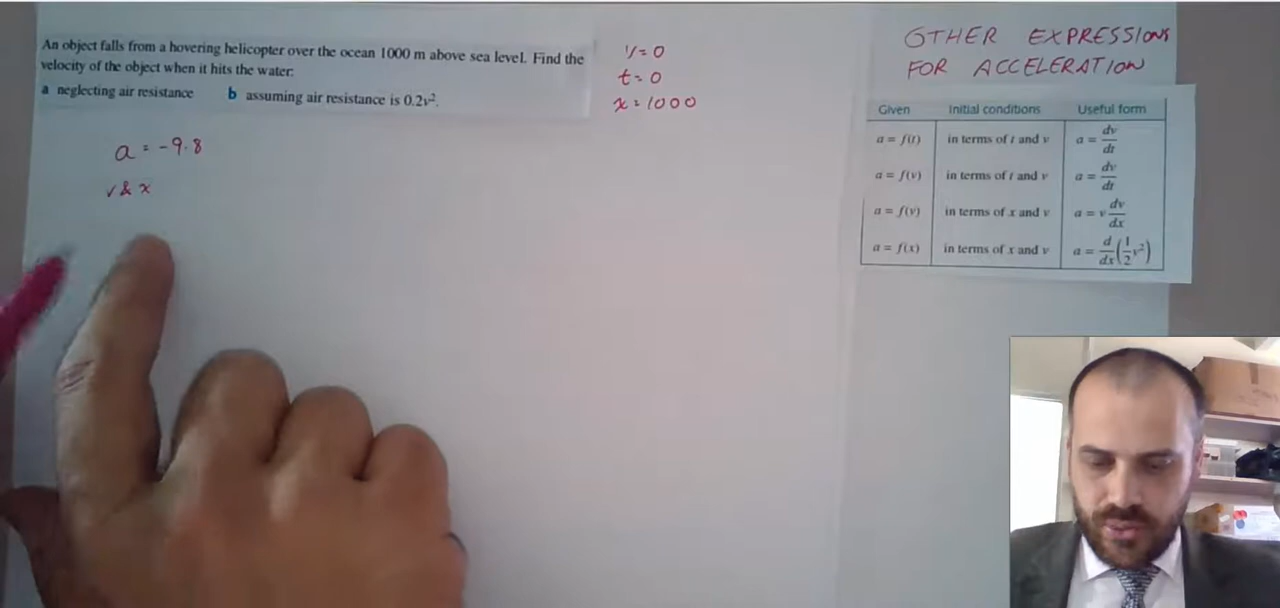 An object falls from a hovering helicopter over the ocean 1000 m above sea level. Find the
velocity of the object when it hits the water:
a neglecting air resistance b assuming air resistance is 0.2v².
v = 0
t = 0
x = 1000
a = -9.8
v & x
OTHER EXPRESSIONS
FOR ACCELERATION
Given Initial conditions Useful form
a = f(t) in terms of t and v a = dv/dt
a = f(v) in terms of t and v a = dv/dt
a = f(v) in terms of x and v a = v dv/dx
a = f(x) in terms of x and v a = d/dx(1/2 v²)